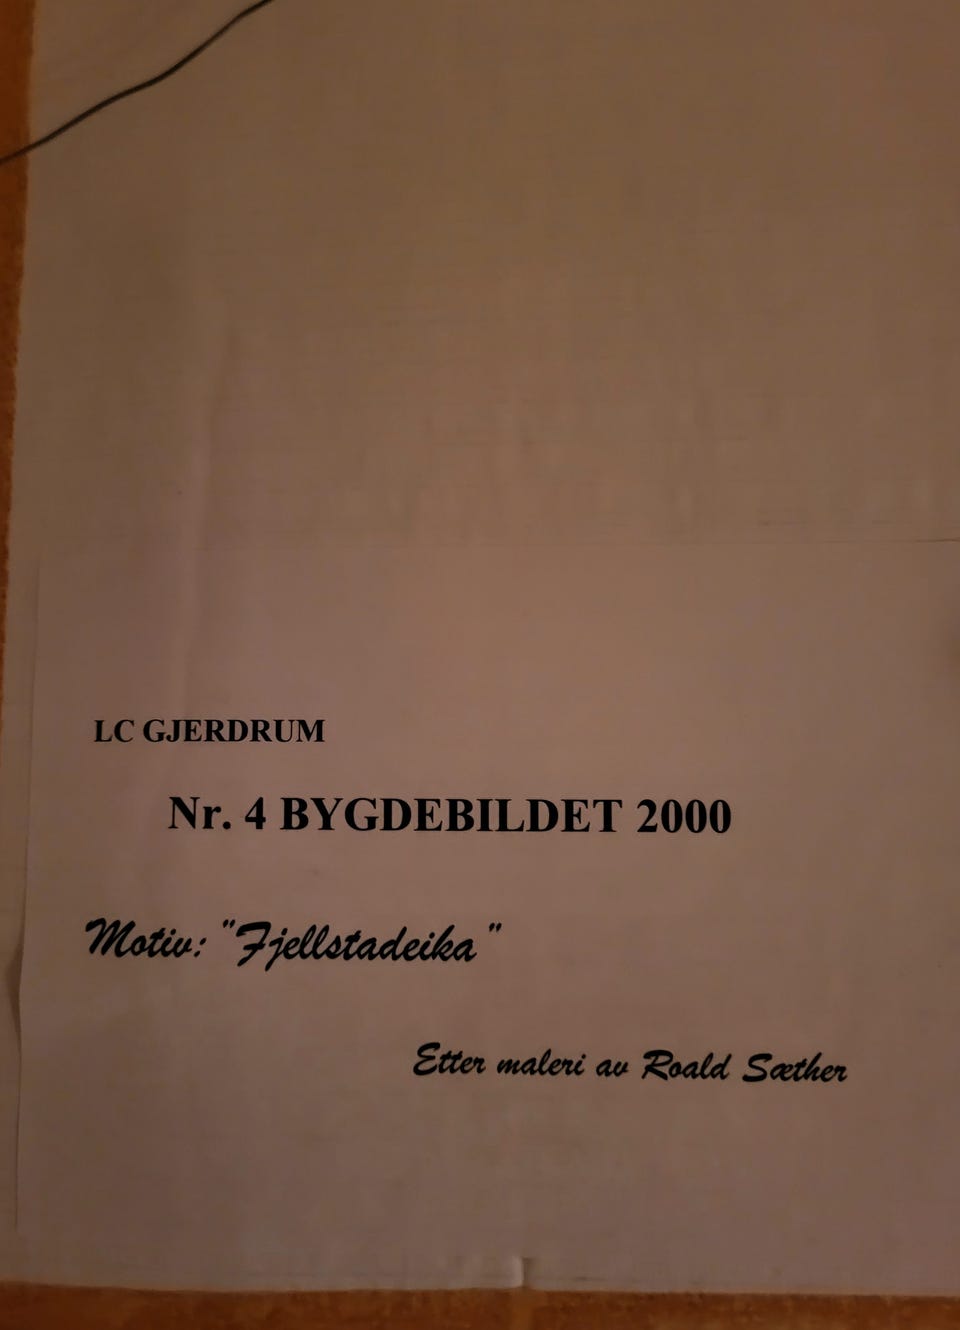 LC GJERDRUM
Nr. 4 BYGDEBILDET 2000
Motiv: "Fjellstadeika"
Etter maleri av Roald Sæther